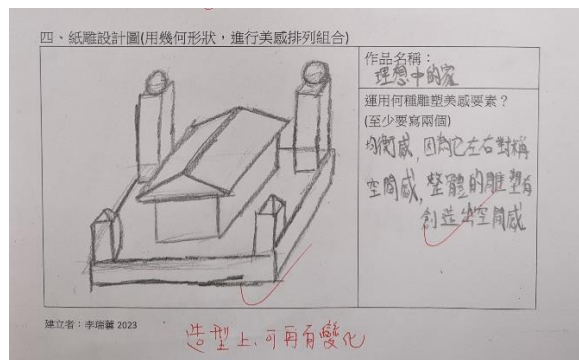 四、紙雕設計圖(用幾何形狀，進行美感排列組合)
作品名稱：
理想中的家
運用何種雕塑美感要素？
(至少要寫兩個)
均衡感，因為它左右對稱
空間感，整體的雕塑有
創造出空間感
建立者：李瑞馨 2023
造型上、可再有變化